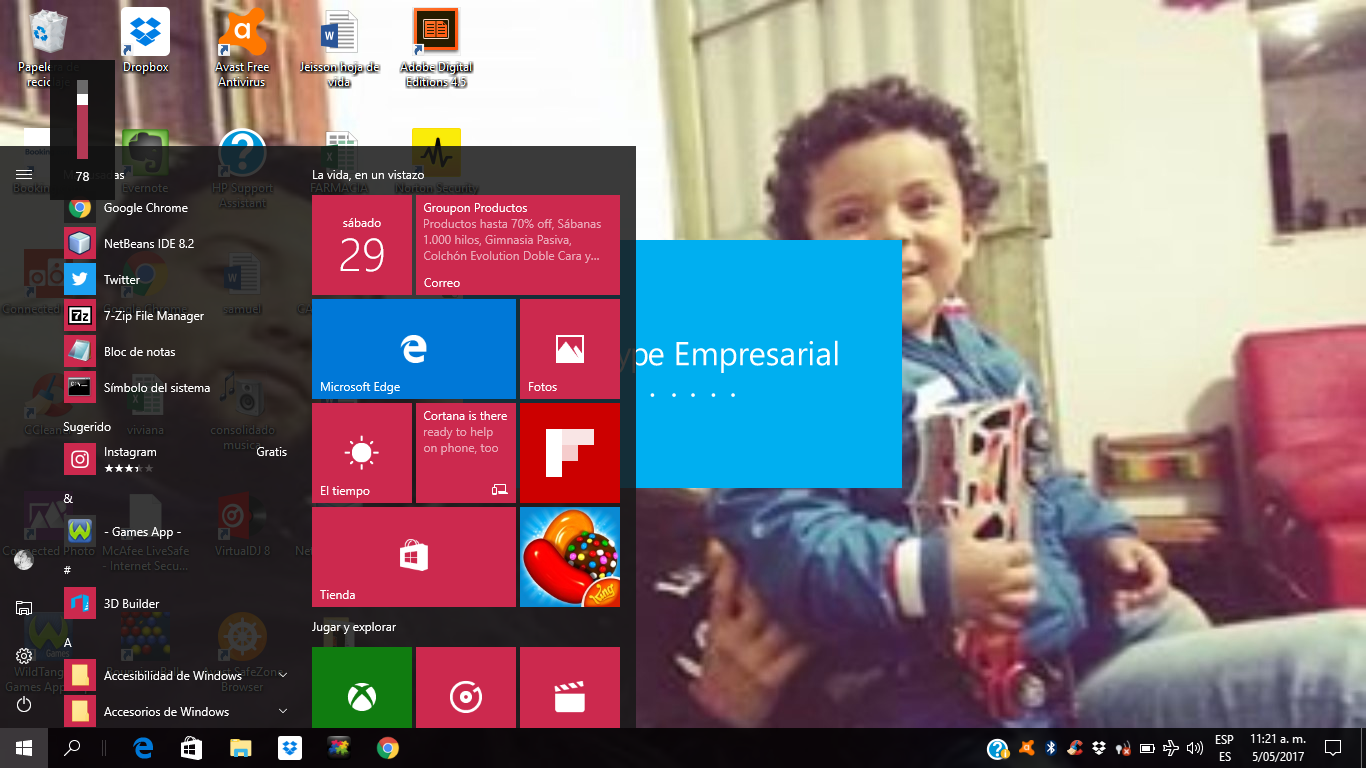 Papelera de
reciclaje
Dropbox
Avast Free
Antivirus
Jeisson hoja de
vida
Adobe Digital
Editions 4.5
78
Evernote
HP Support
Assistant
FARMACIA
Norton Security
usadas
Google Chrome
NetBeans IDE 8.2
Twitter
7-Zip File Manager
Bloc de notas
Símbolo del sistema
Sugerido
Instagram
Gratis
&
- Games App -
#
3D Builder
A
Accesibilidad de Windows
Accesorios de Windows
samuel
CCleaner
viviana
consolidado
musica
Connected Photo
McAfee LiveSafe
- Internet Secu...
VirtualDJ 8
WildTangent
Games App
Avast SafeZone
Browser
La vida, en un vistazo
sábado
29
Groupon Productos
Productos hasta 70% off, Sábanas
1.000 hilos, Gimnasia Pasiva,
Colchón Evolution Doble Cara y...
Correo
Microsoft Edge
Fotos
El tiempo
Cortana is there
ready to help
on phone, too
Tienda
King
Jugar y explorar
ype Empresarial
ESP
ES
11:21 a. m.
5/05/2017